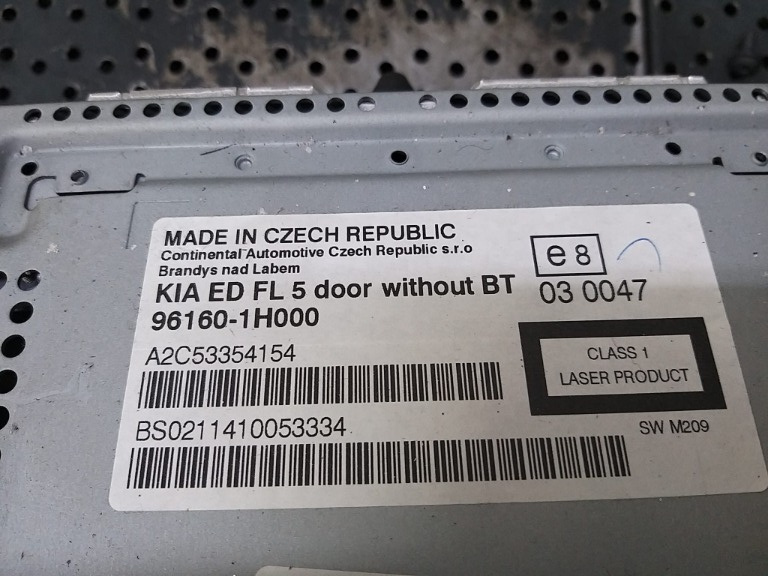 MADE IN CZECH REPUBLIC
Continental Automotive Czech Republic s.r.o
Brandys nad Labem
KIA ED FL 5 door without BT
96160-1H000
e8
03 0047
A2C53354154
CLASS 1
LASER PRODUCT
BS0211410053334
SW M209